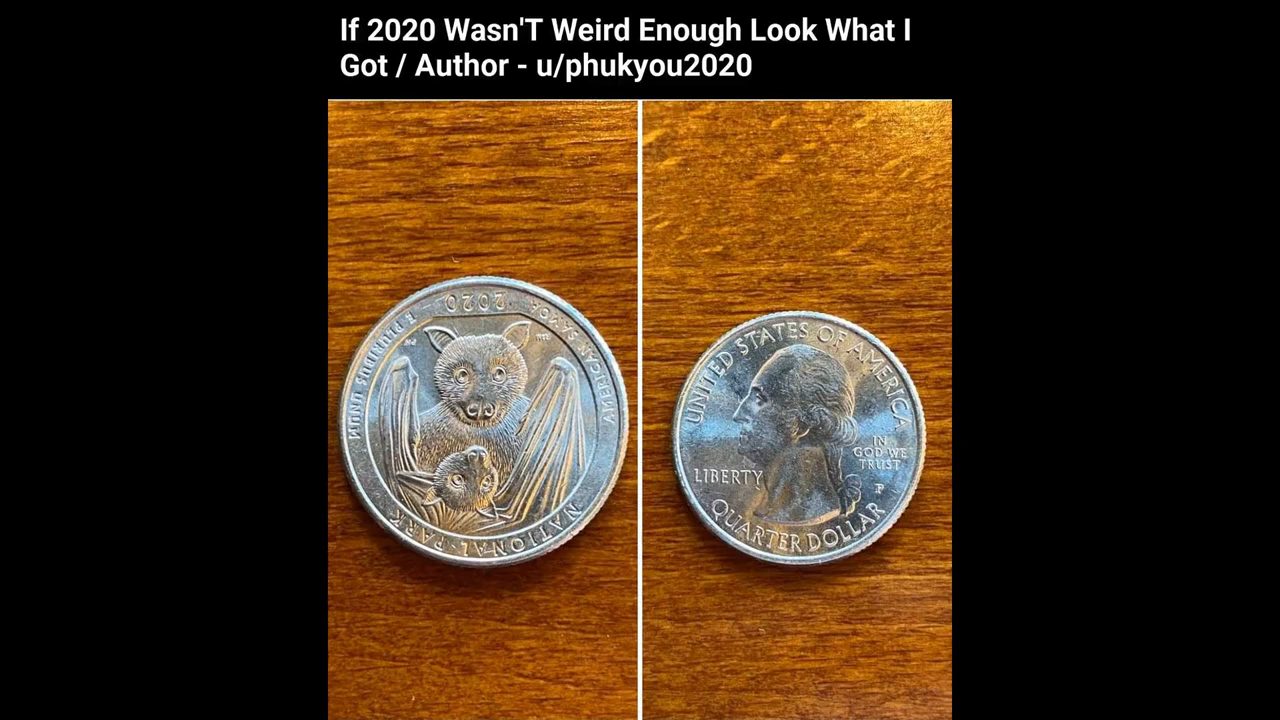 If 2020 Wasn'T Weird Enough Look What I
Got / Author - u/phukyou2020
2020
AMERICAN SAMOA
E PLURIBUS UNUM
NATIONAL PARK
UNITED STATES OF AMERICA
IN
GOD WE
TRUST
LIBERTY
P
QUARTER DOLLAR